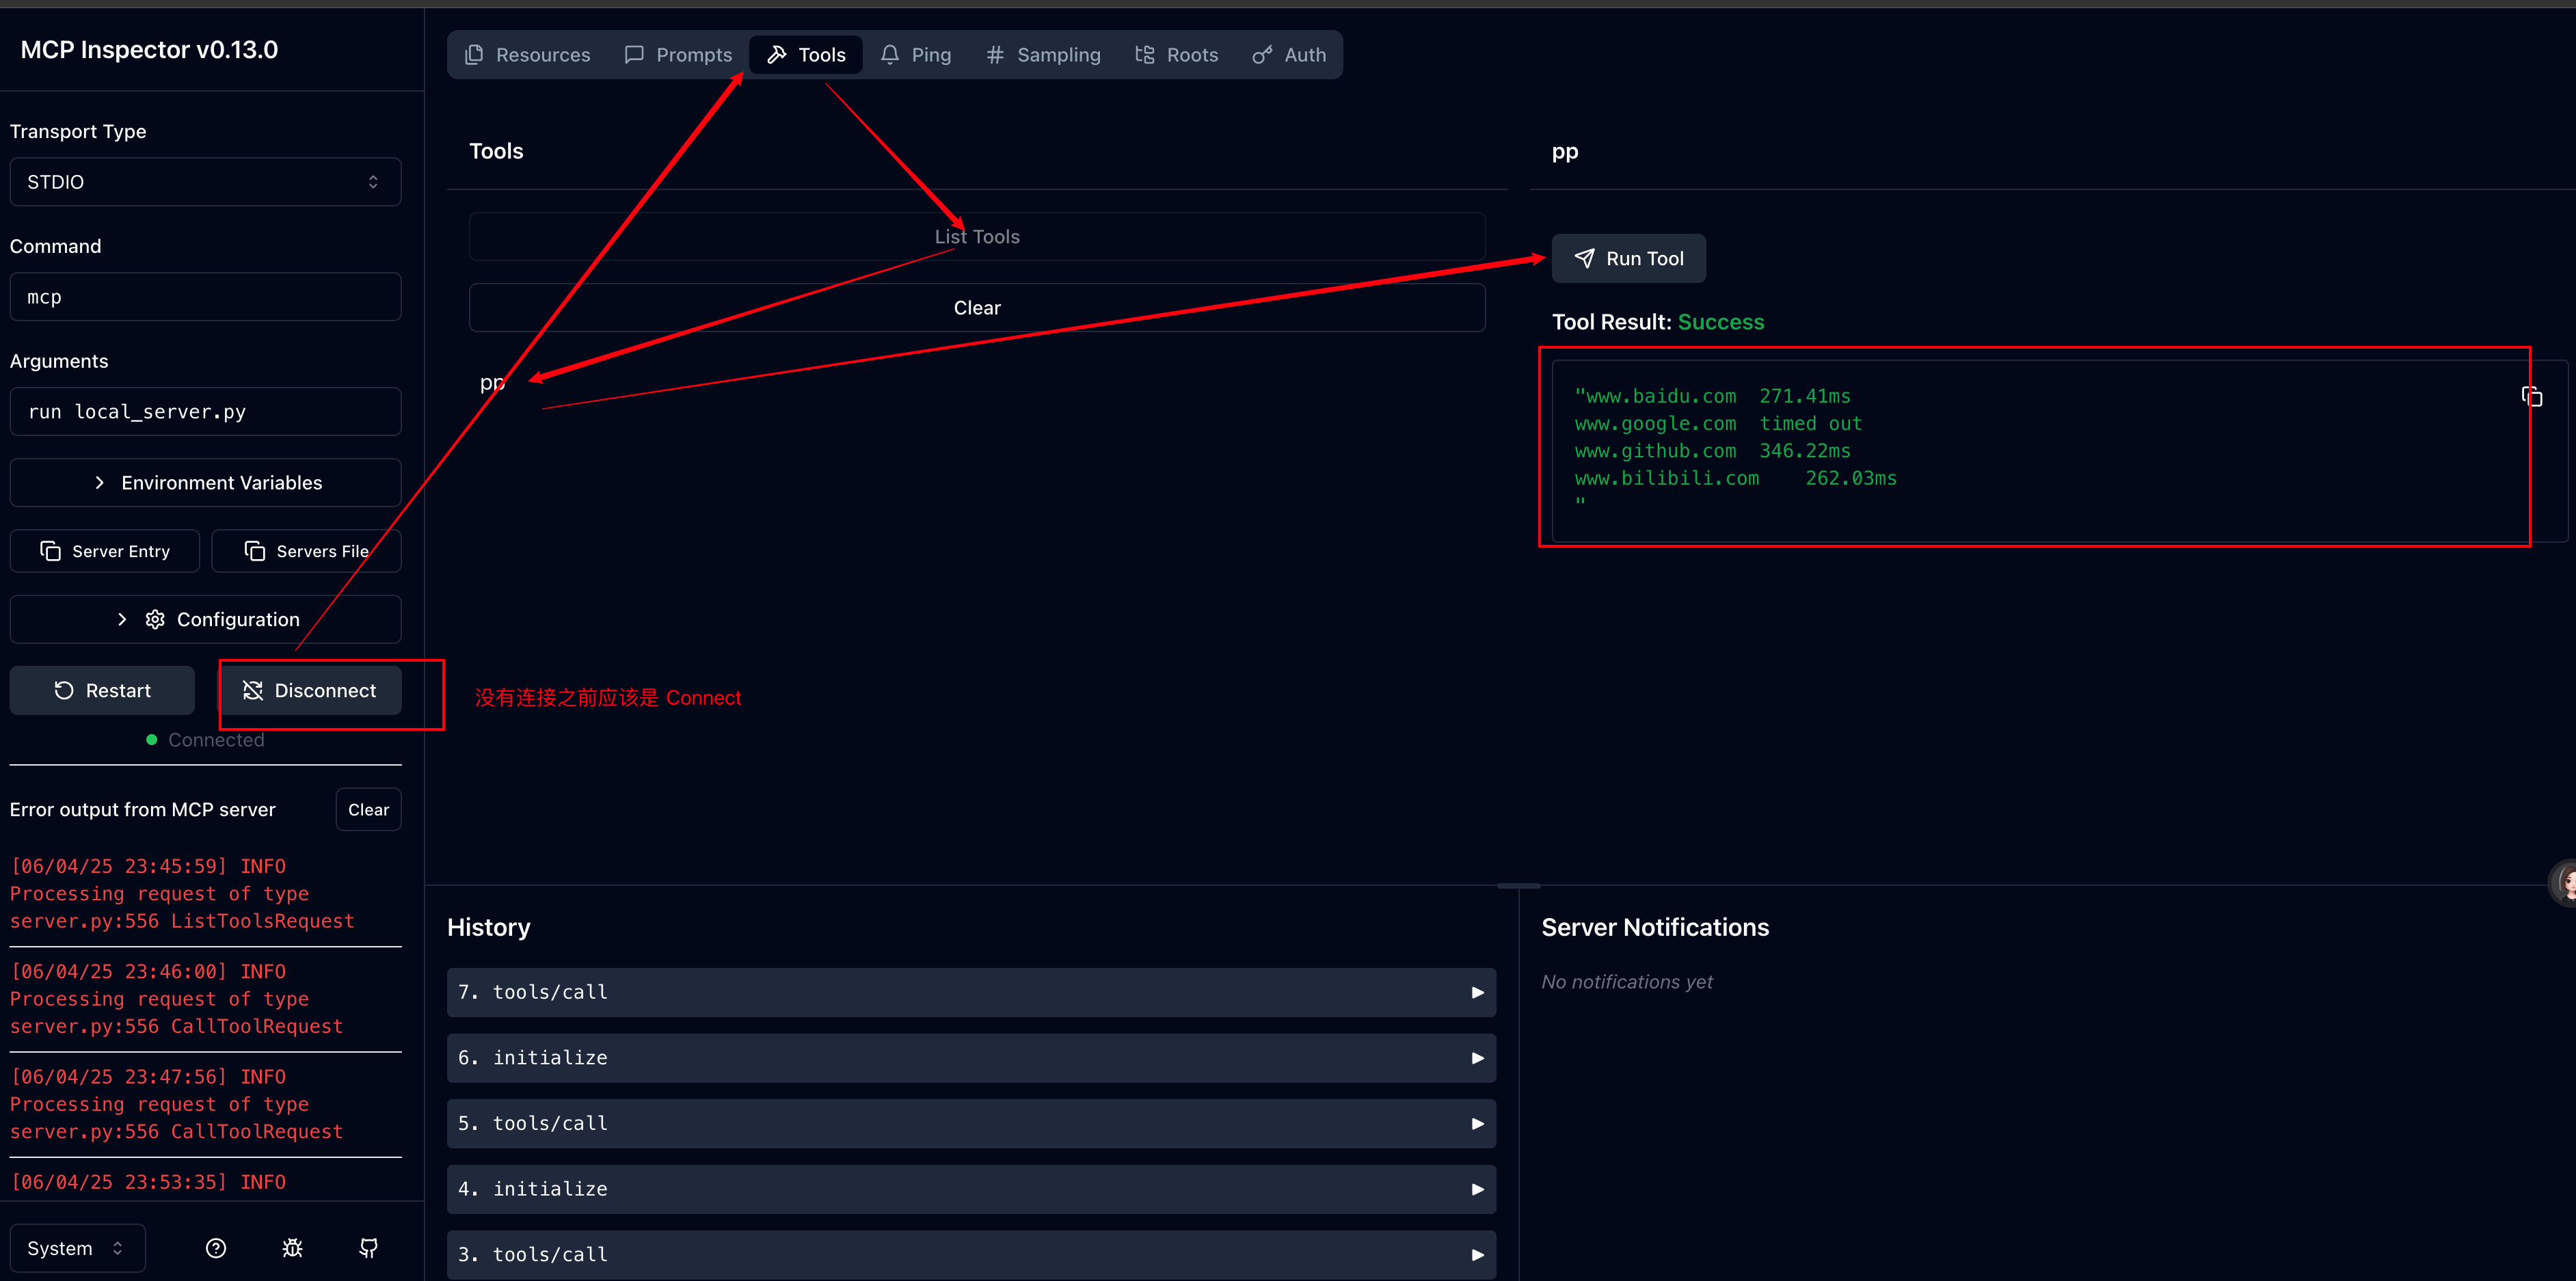 MCP Inspector v0.13.0
Transport Type
STDIO
Command
mcp
Arguments
run local_server.py
Environment Variables
Server Entry
Servers File
Configuration
Restart
Disconnect
Connected
Error output from MCP server
Clear
[06/04/25 23:45:59] INFO
Processing request of type
server.py:556 ListToolsRequest
[06/04/25 23:46:00] INFO
Processing request of type
server.py:556 CallToolRequest
[06/04/25 23:47:56] INFO
Processing request of type
server.py:556 CallToolRequest
[06/04/25 23:53:35] INFO
System
Resources
Prompts
Tools
Ping
Sampling
Roots
Auth
Tools
List Tools
Clear
pp
没有连接之前应该是 Connect
pp
Run Tool
Tool Result: Success
"www.baidu.com 271.41ms
www.google.com timed out
www.github.com 346.22ms
www.bilibili.com 262.03ms
"
History
7. tools/call
6. initialize
5. tools/call
4. initialize
3. tools/call
Server Notifications
No notifications yet